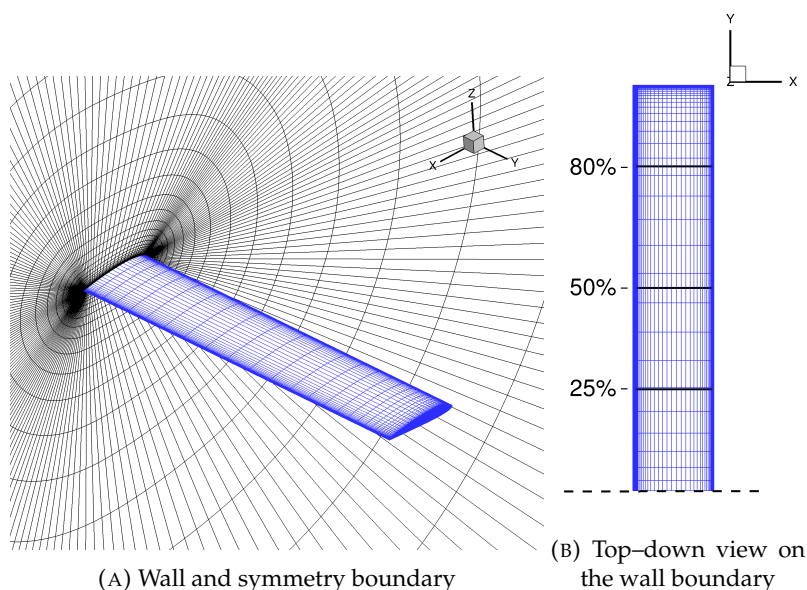 Z
X
Y
(A) Wall and symmetry boundary
Y
Z
X
80%
50%
25%
(B) Top–down view on
the wall boundary